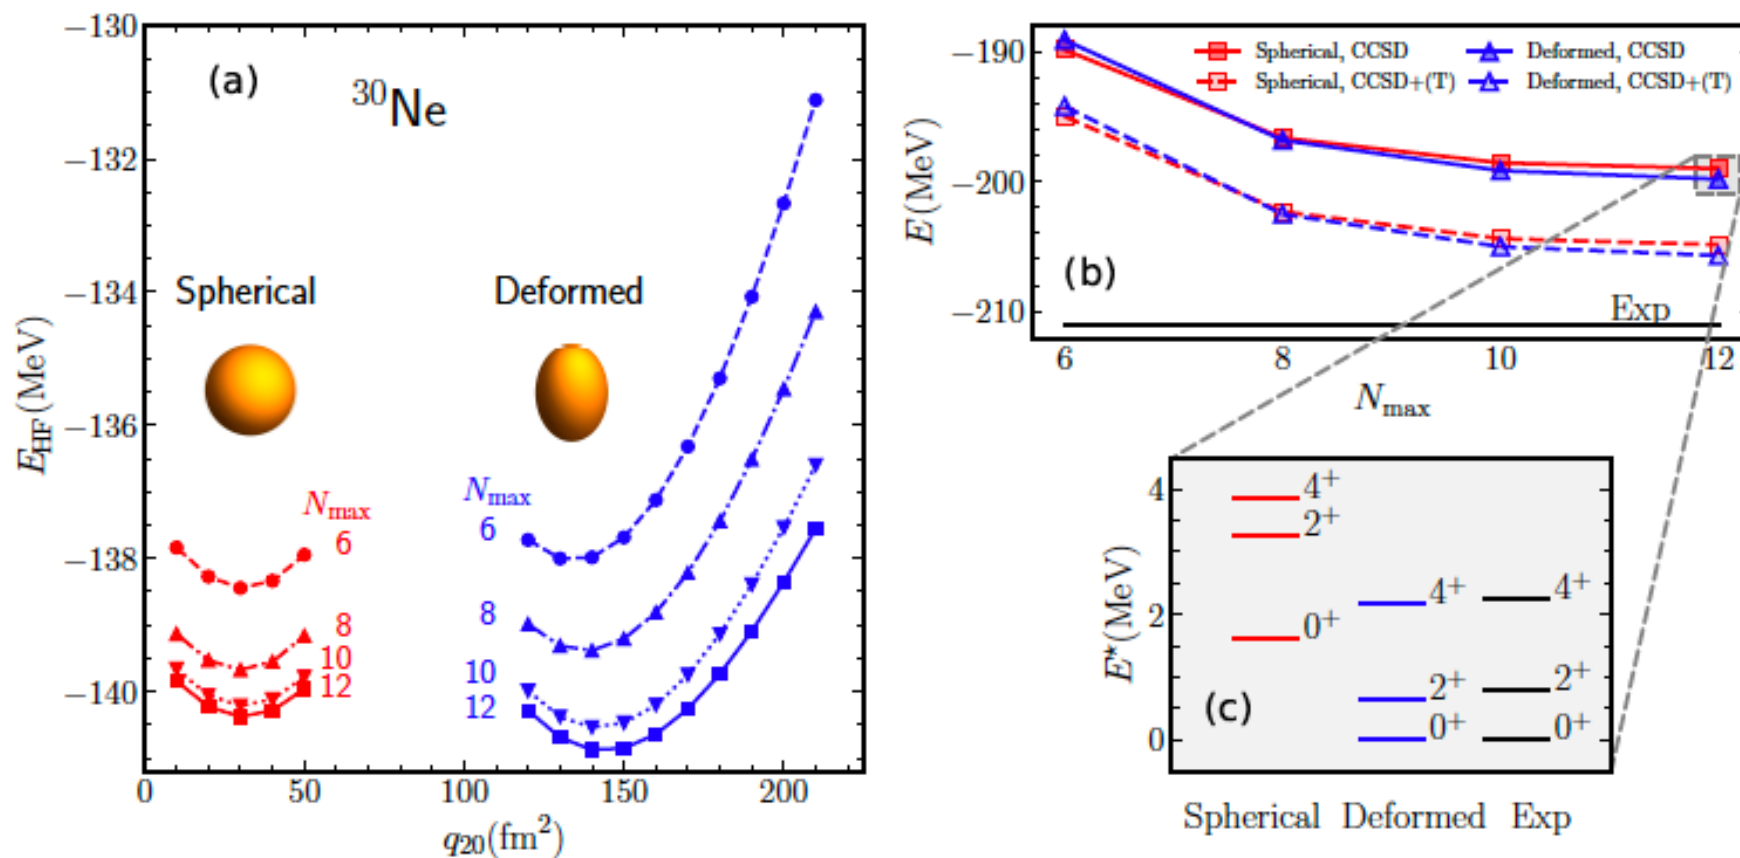 (a)
³⁰Ne
Spherical
Deformed
N_max
6
8
10
12
N_max
6
8
10
12
E_HF(MeV)
−130
−132
−134
−136
−138
−140
0
50
100
150
200
q₂₀(fm²)
Spherical, CCSD
Deformed, CCSD
Spherical, CCSD+(T)
Deformed, CCSD+(T)
E(MeV)
−190
−200
−210
(b)
Exp
6
8
10
12
N_max
E*(MeV)
4
2
0
4⁺
2⁺
0⁺
4⁺
2⁺
0⁺
4⁺
2⁺
0⁺
(c)
Spherical Deformed Exp